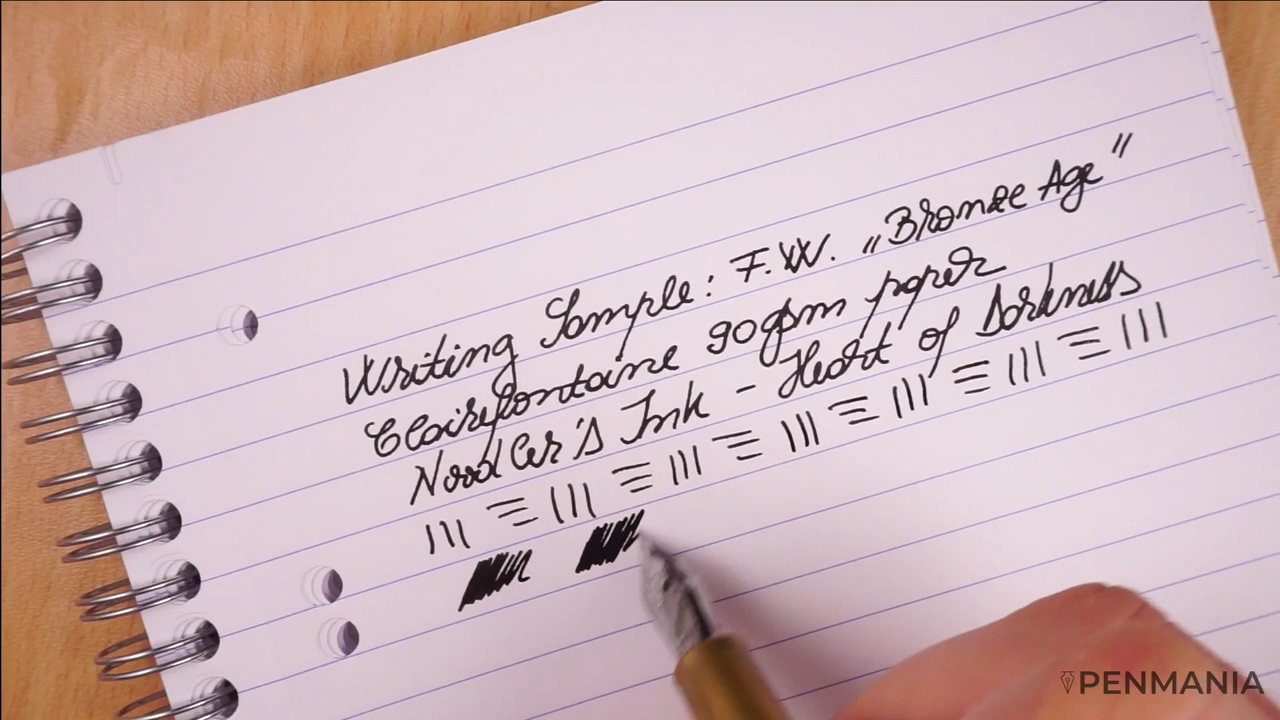 Writing Sample: F.W. „Bronze Age"
Clairefontaine 90gsm paper
Noodler's Ink - Heart of Darkness
PENMANIA